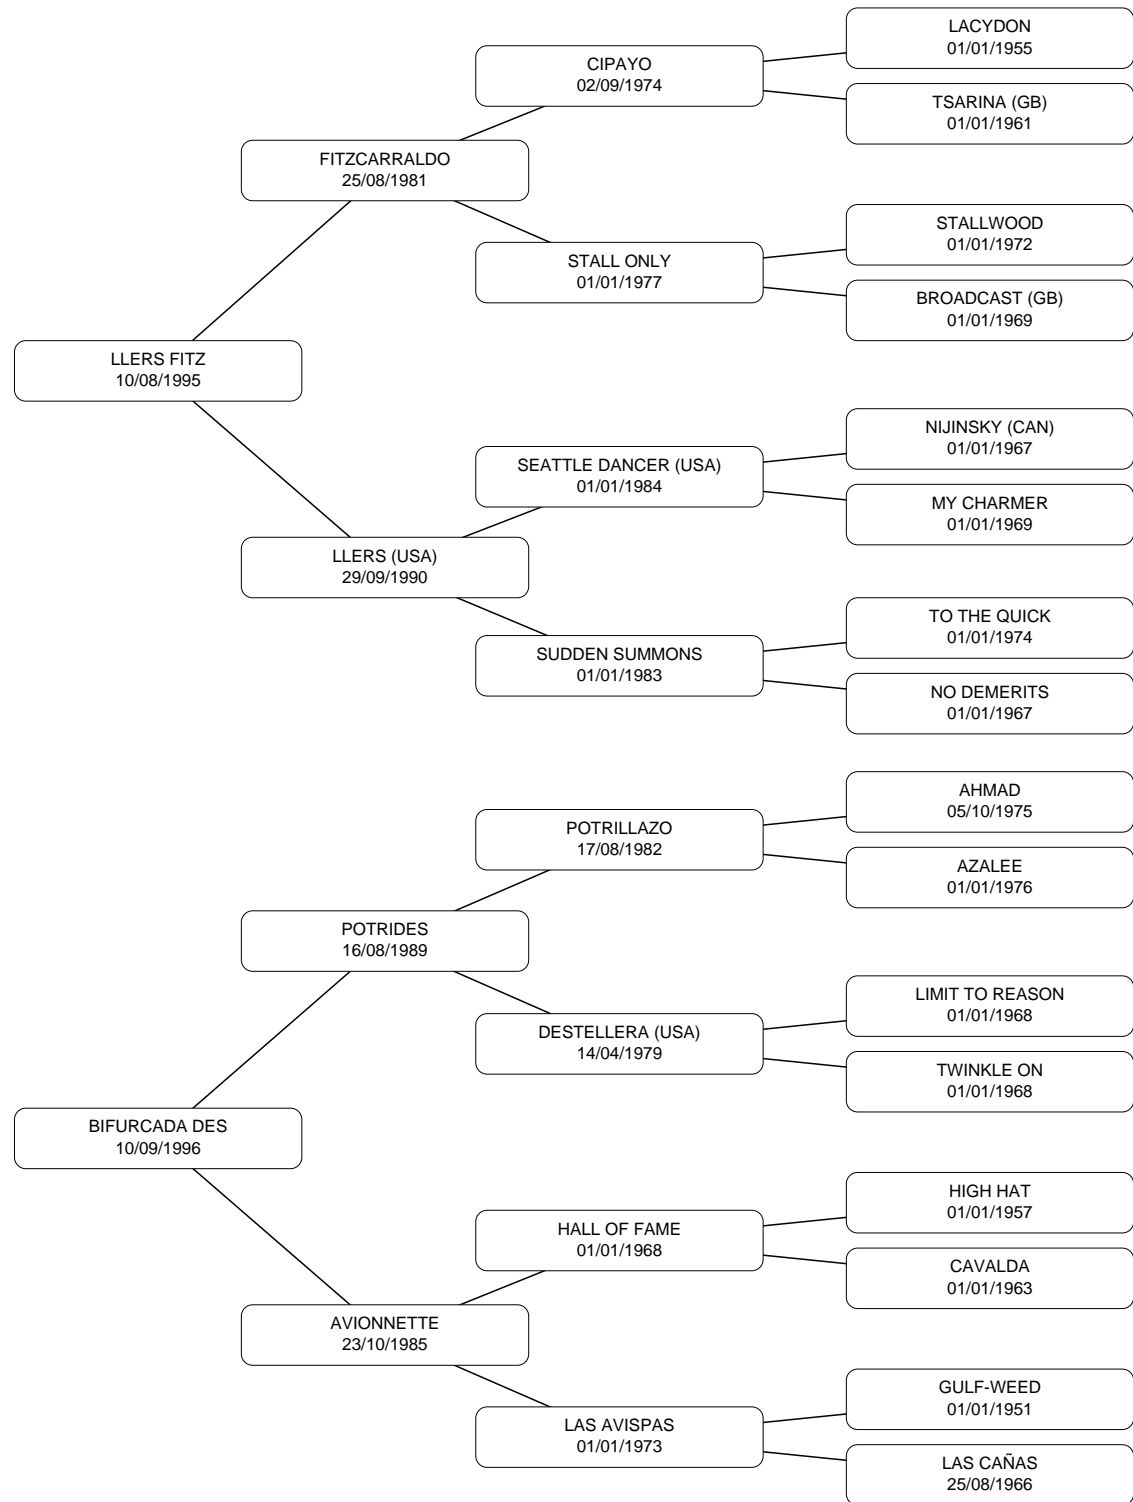 LACYDON
01/01/1955
CIPAYO
02/09/1974
TSARINA (GB)
01/01/1961
FITZCARRALDO
25/08/1981
STALLWOOD
01/01/1972
STALL ONLY
01/01/1977
BROADCAST (GB)
01/01/1969
LLERS FITZ
10/08/1995
NIJINSKY (CAN)
01/01/1967
SEATTLE DANCER (USA)
01/01/1984
MY CHARMER
01/01/1969
LLERS (USA)
29/09/1990
TO THE QUICK
01/01/1974
SUDDEN SUMMONS
01/01/1983
NO DEMERITS
01/01/1967
AHMAD
05/10/1975
POTRILLAZO
17/08/1982
AZALEE
01/01/1976
POTRIDES
16/08/1989
LIMIT TO REASON
01/01/1968
DESTELLERA (USA)
14/04/1979
TWINKLE ON
01/01/1968
BIFURCADA DES
10/09/1996
HIGH HAT
01/01/1957
HALL OF FAME
01/01/1968
CAVALDA
01/01/1963
AVIONNETTE
23/10/1985
GULF-WEED
01/01/1951
LAS AVISPAS
01/01/1973
LAS CAÑAS
25/08/1966